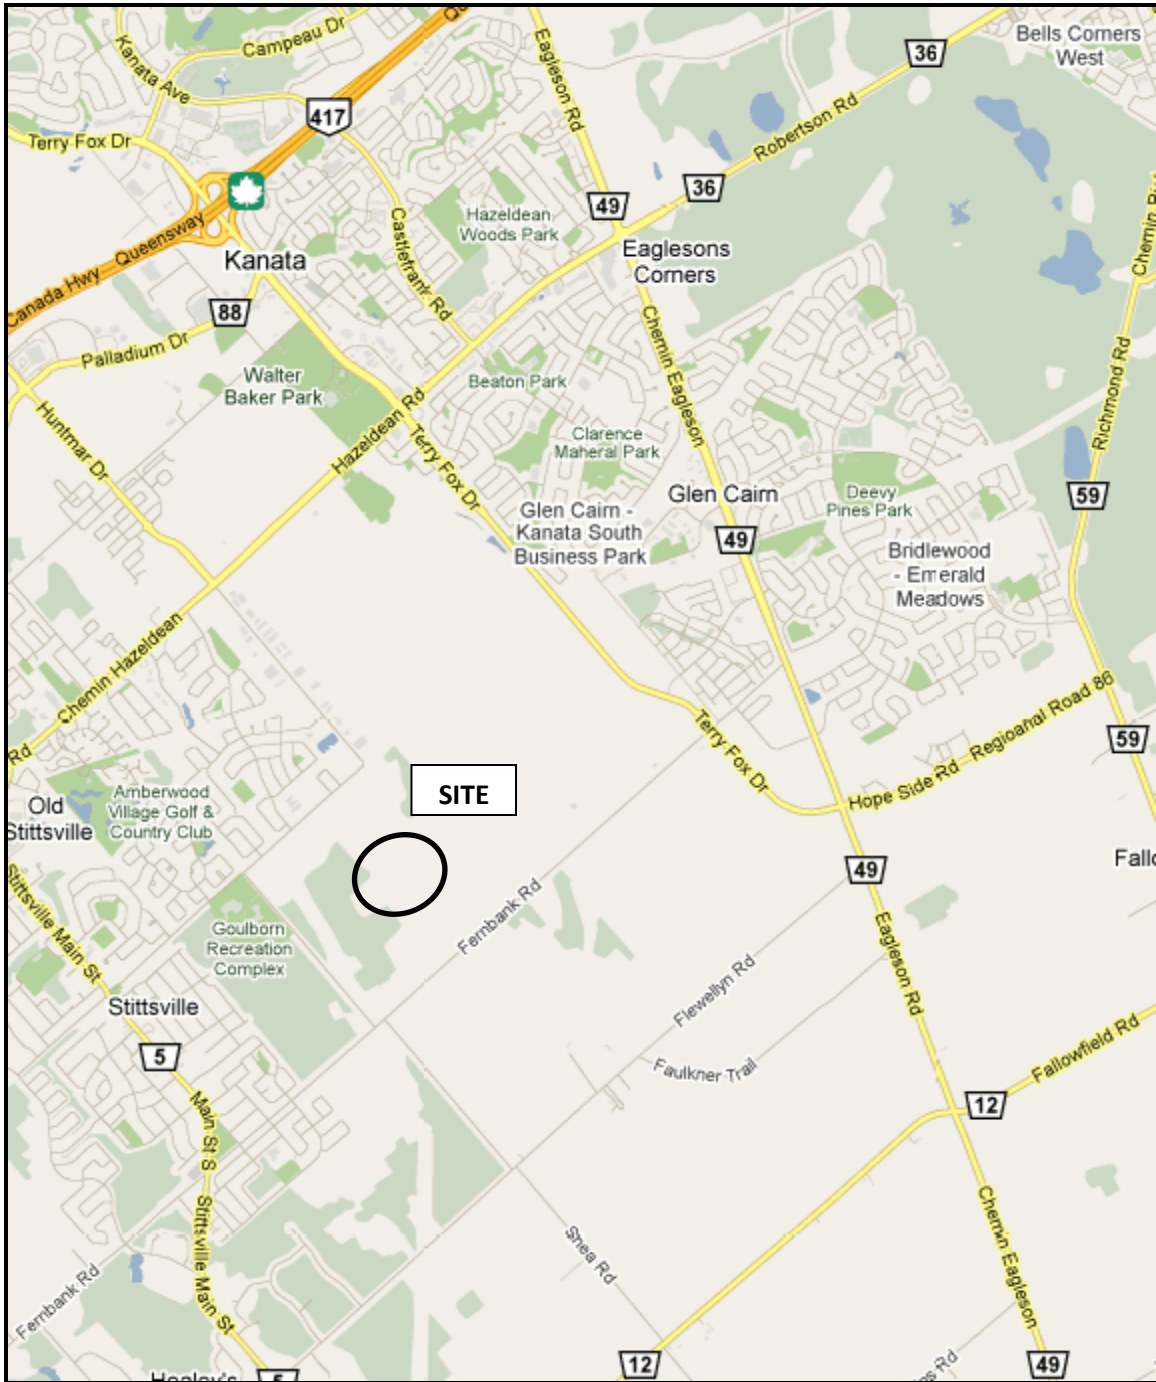 Campeau Dr
Kanata Ave
Eagleson Rd
36
Bells Corners
West
417
Robertson Rd
Terry Fox Dr
36
49
Hazeldean
Woods Park
Castlefrank Rd
Queensway
Canada Hwy
Kanata
Eaglesons
Corners
Chemin
88
Palladium Dr
Chemin Eagleson
Richmond Rd
Walter
Baker Park
Beaton Park
Huntmar Dr
Hazeldean Rd
Terry Fox Dr
Clarence
Maheral Park
Glen Cairn
Deevy
Pines Park
59
Glen Cairn -
Kanata South
Business Park
49
Bridlewood
- Emerald
Meadows
Chemin Hazeldean
Rd
Terry Fox Dr
Hope Side Rd
Regioanal Road 86
59
SITE
Old
Stittsville
Amberwood
Village Golf &
Country Club
49
Stittsville Main St
Goulborn
Recreation
Complex
Fernbank Rd
Eagleson Rd
Flewellyn Rd
Stittsville
5
Faulkner Trail
Fallowfield Rd
12
Main St S
Stittsville Main St
Shea Rd
Chemin Eagleson
Fernbank Rd
12
49
Healey's
5